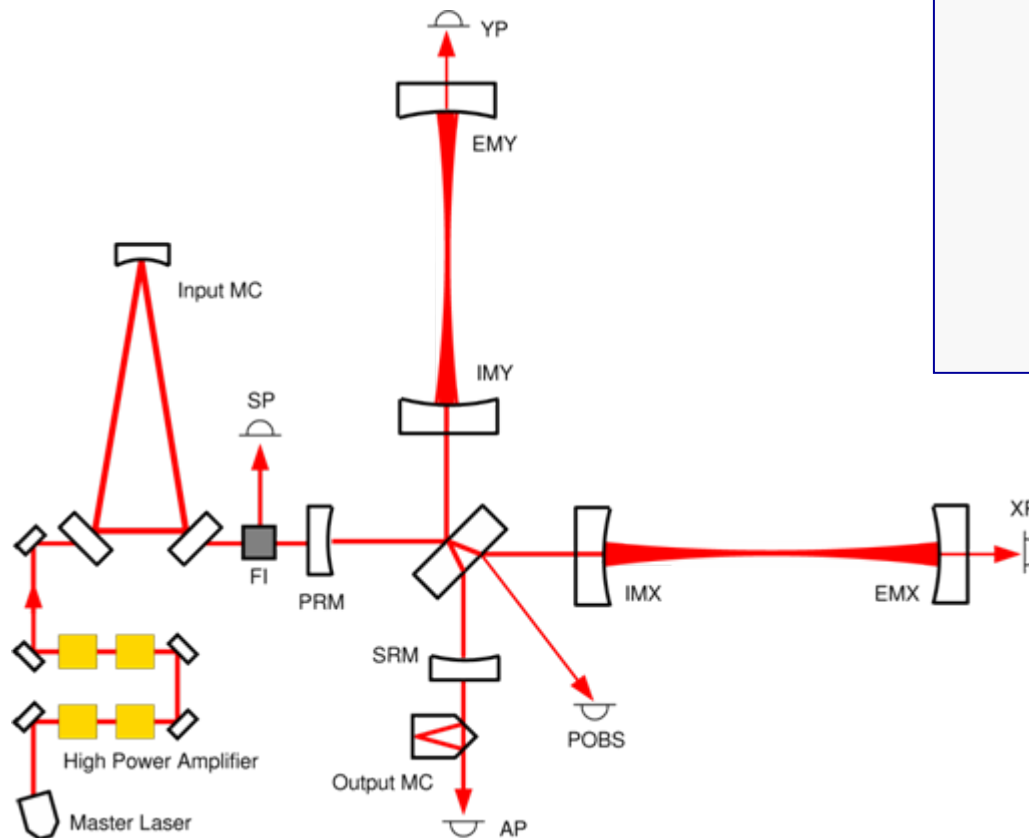 YP
EMY
Input MC
IMY
SP
XP
FI
PRM
IMX
EMX
SRM
POBS
High Power Amplifier
Output MC
Master Laser
AP